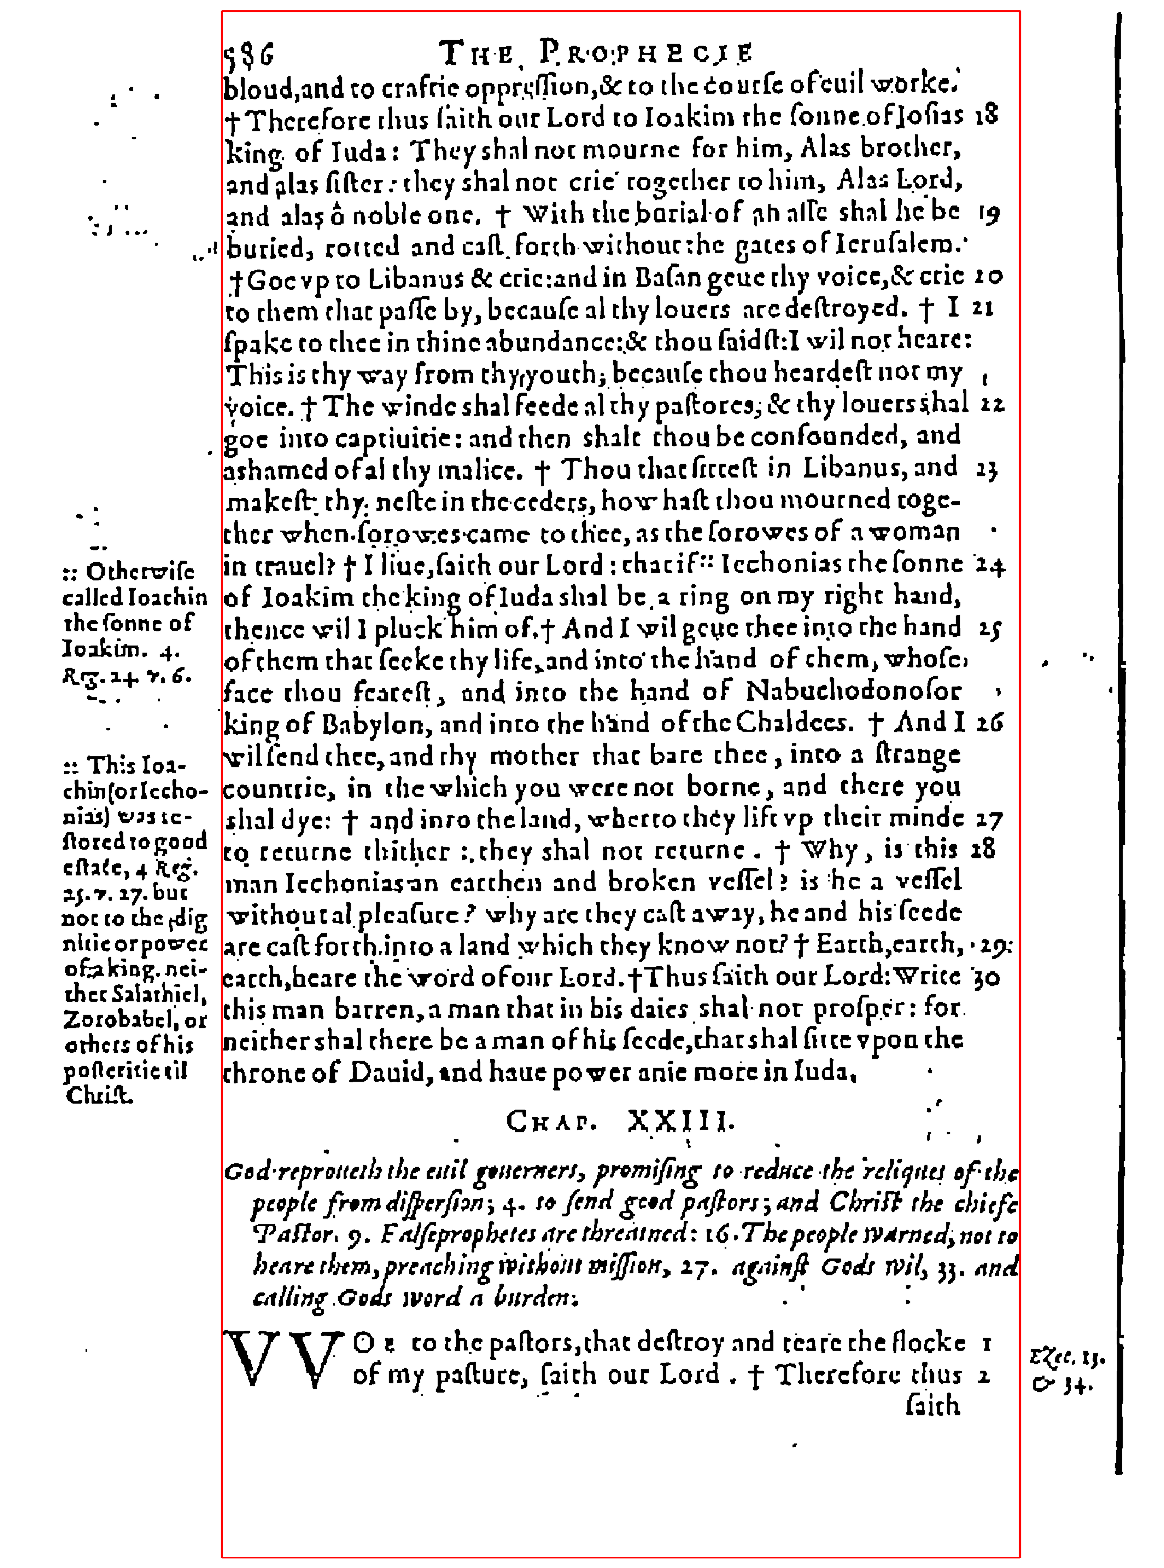 586 THE PROPHECIE
bloud, and to craftie oppreſſion, & to the courſe of euil worke.
† Therefore thus ſaith our Lord to Ioakim the ſonne of Joſias 18
king of Iuda: They shal not mourne for him, Alas brother,
and alas ſiſter: they shal not crie together to him, Alas Lord,
and alas ô noble one. † With the burial of an aſſe shal he be 19
buried, rotted and caſt forth without the gates of Ieruſalem.
† Goe vp to Libanus & crie: and in Baſan geue thy voice, & crie 20
to them that paſſe by, becauſe al thy louers are deſtroyed. † I 21
ſpake to thee in thine abundance: & thou ſaidſt: I wil not heare:
This is thy way from thy youth, becauſe thou heardeſt not my
voice. † The winde shal feede al thy paſtores, & thy louers shal 22
goe into captiuitie: and then shalt thou be confounded, and
ashamed of al thy malice. † Thou that ſitteſt in Libanus, and 23
makeſt thy neſte in the ceders, how haſt thou mourned toge-
ther when ſorowes came to thee, as the ſorowes of a woman
in trauel? † I liue, ſaith our Lord: that if :: Iechonias the ſonne 24
of Ioakim the king of Juda shal be a ring on my right hand,
thence wil I pluck him of. † And I wil geue thee into the hand 25
of them that ſeeke thy life, and into the hand of them, whoſe
face thou feareſt, and into the hand of Nabuchodonoſor
king of Babylon, and into the hand of the Chaldees. † And I 26
wil ſend thee, and thy mother that bare thee, into a ſtrange
countrie, in the which you were not borne, and there you
shal dye: † and into the land, wherto they lift vp their minde 27
to returne thither: they shal not returne. † Why, is this 28
man Iechonias an earthen and broken veſſel? is he a veſſel
without al pleaſure? why are they caſt away, he and his ſeede
are caſt forth into a land which they know not? † Earth, earth, 29
earth, heare the word of our Lord. † Thus ſaith our Lord: Write 30
this man barren, a man that in his daies shal not proſper: for
neither shal there be a man of his ſeede, that shal ſitte vpon the
throne of Dauid, and haue power anie more in Iuda.
:: Otherwiſe
called Ioachin
the ſonne of
Ioakim. 4.
Reg. 24. v. 6.
:: This Ioa-
chin (or Iecho-
nias) was re-
ſtored to good
eſtate, 4 Reg.
25. v. 27. but
not to the dig
nitie or power
of a king. nei-
ther Salathiel,
Zorobabel, or
others of his
poſteritie til
Chriſt.
CHAP. XXIII.
God reproueth the euil gouerners, promiſing to reduce the reliques of the
people from diſperſion; 4. to ſend good paſtors; and Chriſt the chiefe
Paſtor. 9. Falſe prophetes are threatned: 16. The people warned, not to
heare them, preaching without miſſion, 27. againſt Gods wil, 33. and
calling Gods word a burden.
VVOE to the paſtors, that deſtroy and teare the flocke 1
of my paſture, ſaith our Lord. † Therefore thus 2
ſaith
Ezec. 13.
& 34.